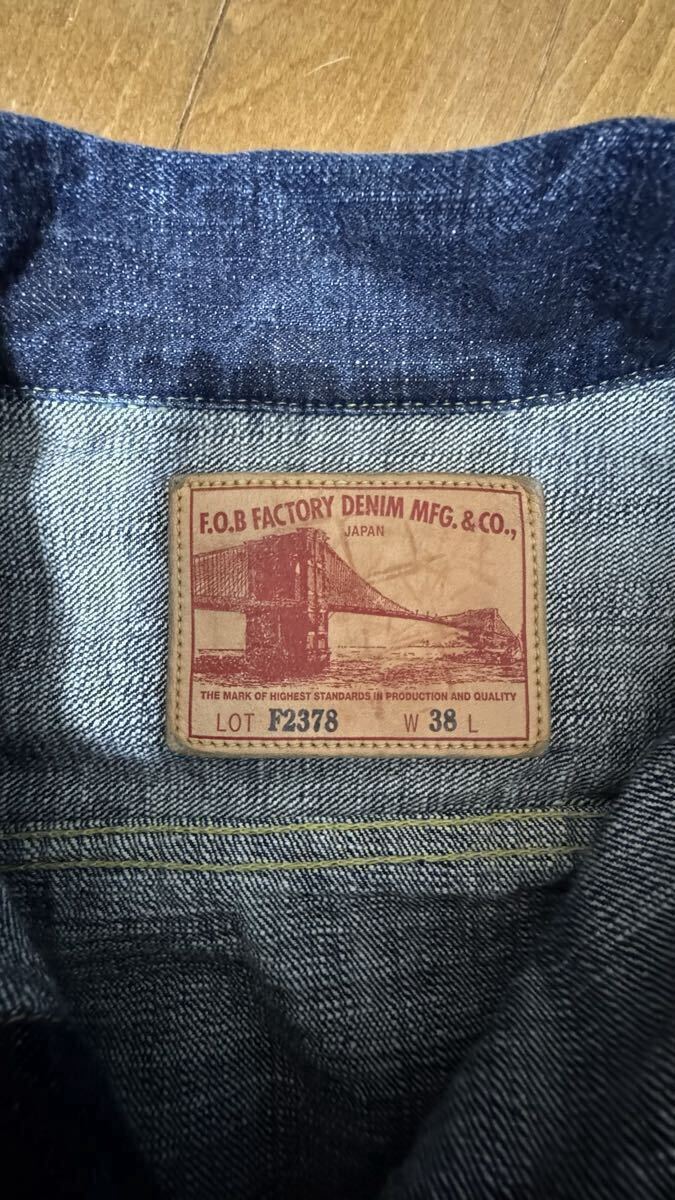 F.O.B FACTORY DENIM MFG. & CO.,
JAPAN
THE MARK OF HIGHEST STANDARDS IN PRODUCTION AND QUALITY
LOT F2378 W 38 L